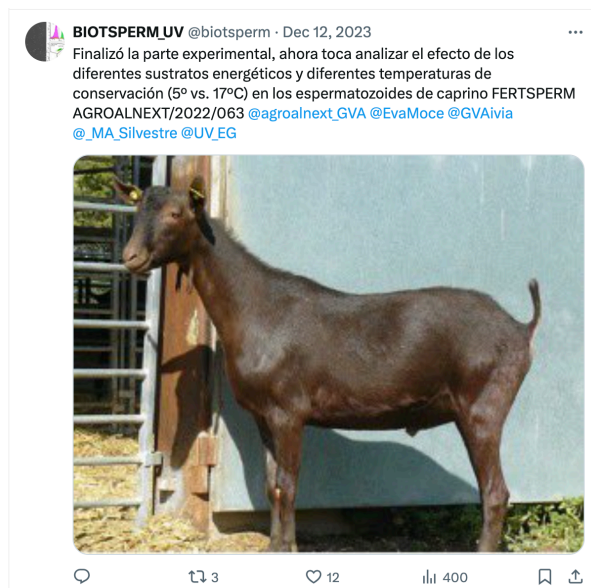 BIOTSPERM_UV @biotsperm · Dec 12, 2023
Finalizó la parte experimental, ahora toca analizar el efecto de los
diferentes sustratos energéticos y diferentes temperaturas de
conservación (5º vs. 17ºC) en los espermatozoides de caprino FERTSPERM
AGROALNEXT/2022/063 @agroalnext_GVA @EvaMoce @GVAivia
@_MA_Silvestre @UV_EG
3 12 400